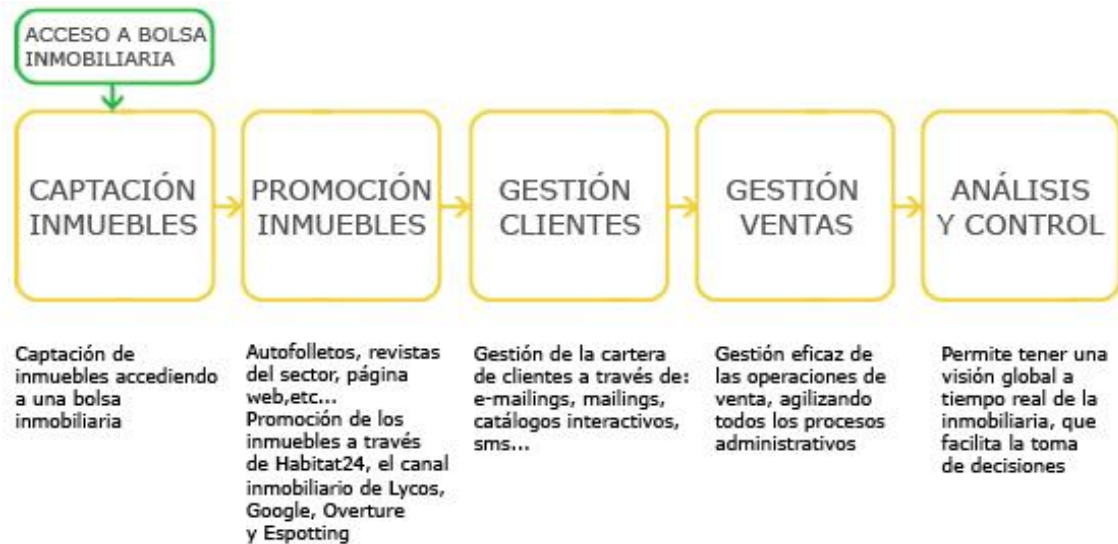 ACCESO A BOLSA
INMOBILIARIA
CAPTACIÓN
INMUEBLES
PROMOCIÓN
INMUEBLES
GESTIÓN
CLIENTES
GESTIÓN
VENTAS
ANÁLISIS
Y CONTROL
Captación de
inmuebles accediendo
a una bolsa
inmobiliaria
Autofolletos, revistas
del sector, página
web,etc...
Promoción de los
inmuebles a través
de Habitat24, el canal
inmobiliario de Lycos,
Google, Overture
y Espotting
Gestión de la cartera
de clientes a través de:
e-mailings, mailings,
catálogos interactivos,
sms...
Gestión eficaz de
las operaciones de
venta, agilizando
todos los procesos
administrativos
Permite tener una
visión global a
tiempo real de la
inmobiliaria, que
facilita la toma
de decisiones